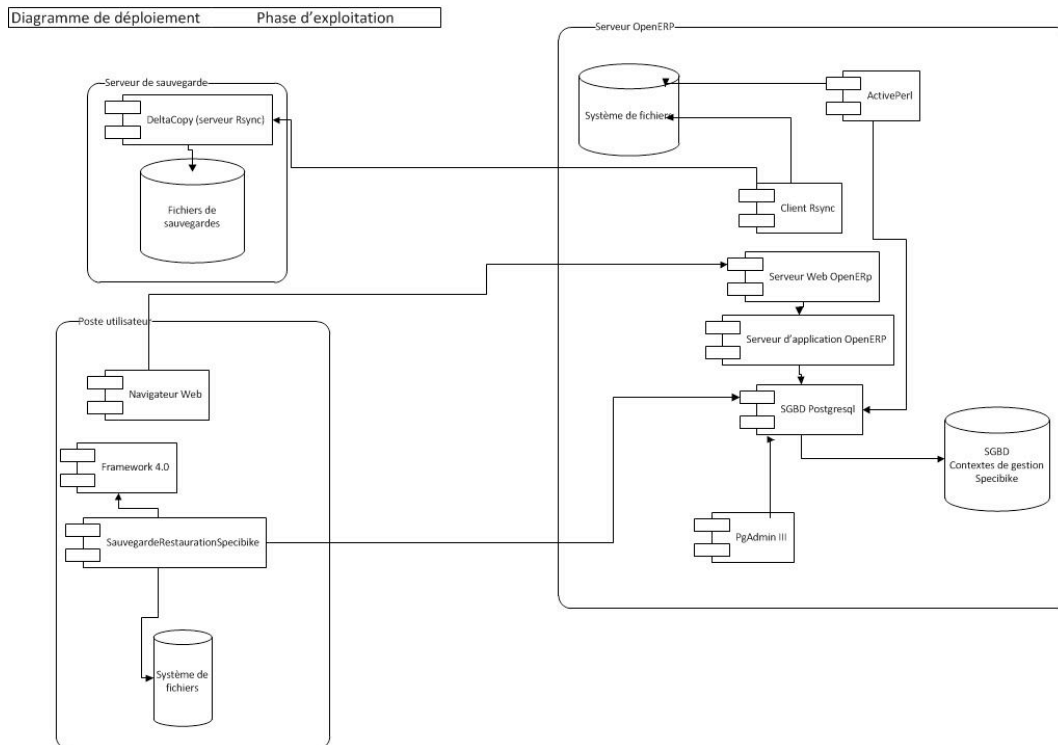 Diagramme de déploiement Phase d'exploitation
Serveur de sauvegarde
DeltaCopy (serveur Rsync)
Fichiers de
sauvegardes
Poste utilisateur
Navigateur Web
Framework 4.0
SauvegardeRestaurationSpecibike
Système de
fichiers
Serveur OpenERP
Système de fichiers
ActivePerl
Client Rsync
Serveur Web OpenERp
Serveur d'application OpenERP
SGBD Postgresql
SGBD
Contextes de gestion
Specibike
PgAdmin III